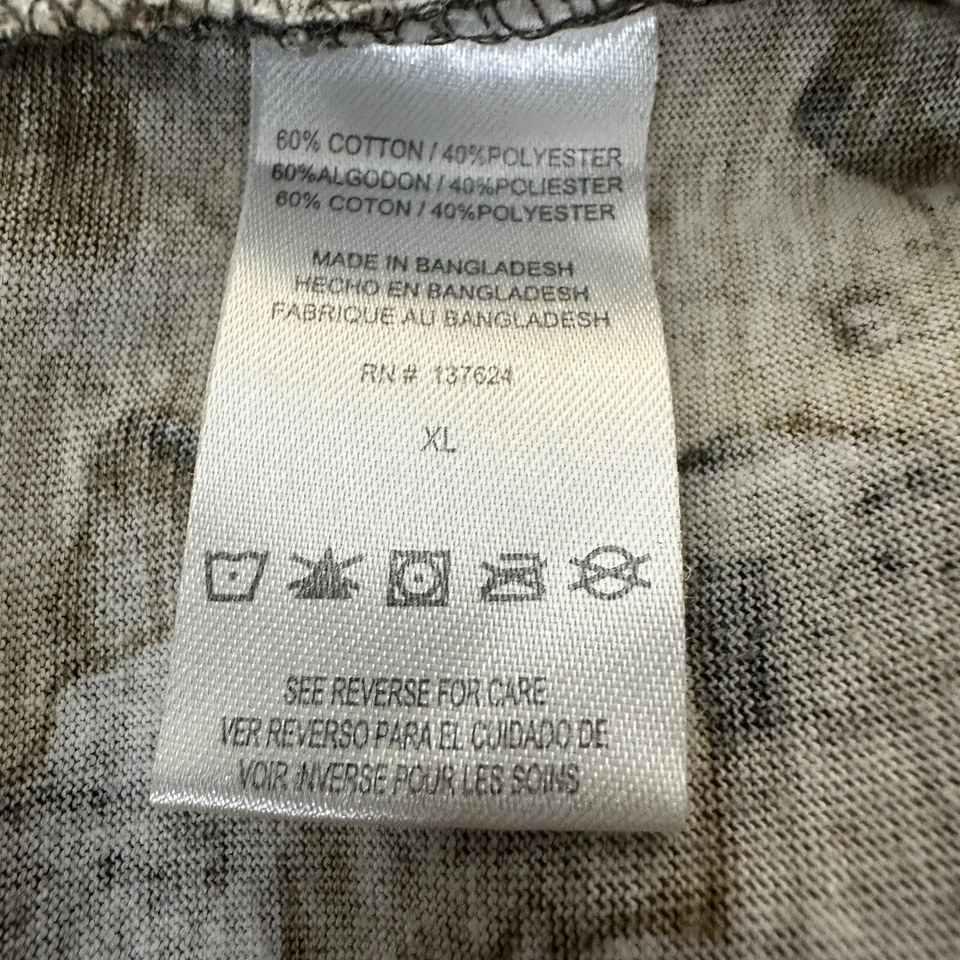 60% COTTON / 40%POLYESTER
60%ALGODON / 40%POLIESTER
60% COTON / 40%POLYESTER
MADE IN BANGLADESH
HECHO EN BANGLADESH
FABRIQUE AU BANGLADESH
RN # 137624
XL
SEE REVERSE FOR CARE
VER REVERSO PARA EL CUIDADO DE
VOIR INVERSE POUR LES SOINS